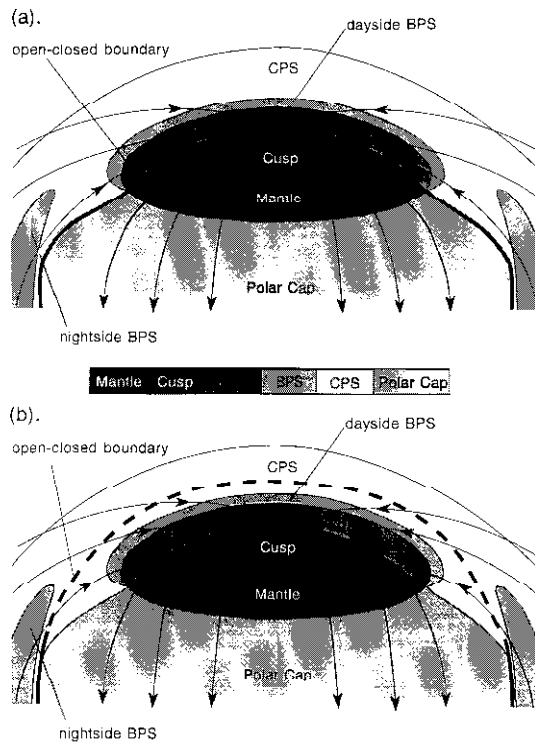 (a).
dayside BPS
open-closed boundary
CPS
Cusp
Mantle
Polar Cap
nightside BPS
Mantle Cusp BPS CPS Polar Cap
(b).
dayside BPS
open-closed boundary
CPS
Cusp
Mantle
Polar Cap
nightside BPS